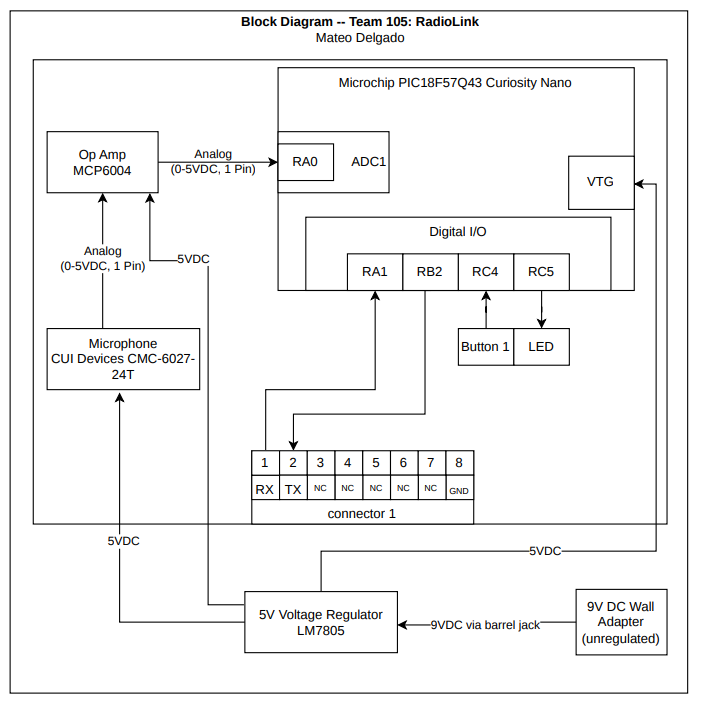 Block Diagram -- Team 105: RadioLink
Mateo Delgado
Microchip PIC18F57Q43 Curiosity Nano
Op Amp
MCP6004
Analog
(0-5VDC, 1 Pin)
RA0
ADC1
VTG
Digital I/O
RA1
RB2
RC4
RC5
Analog
(0-5VDC, 1 Pin)
5VDC
Microphone
CUI Devices CMC-6027-
24T
Button 1
LED
1 2 3 4 5 6 7 8
RX TX NC NC NC NC NC GND
connector 1
5VDC
5VDC
5V Voltage Regulator
LM7805
9VDC via barrel jack
9V DC Wall
Adapter
(unregulated)